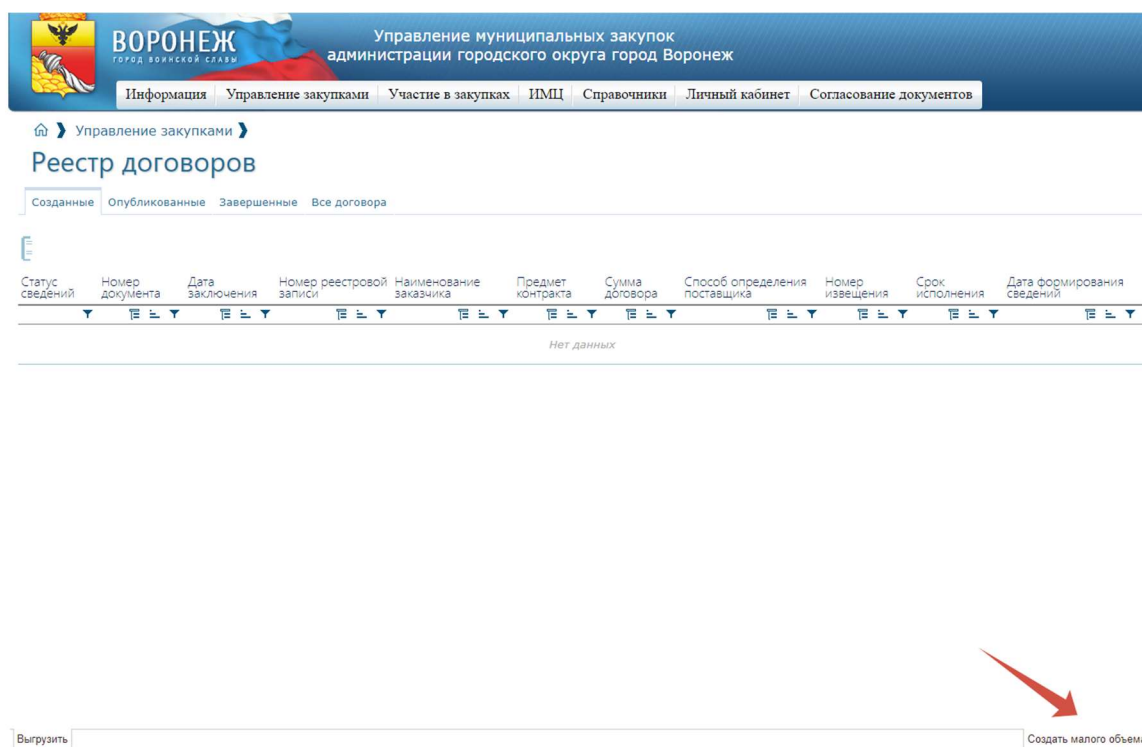 ВОРОНЕЖ
ГОРОД ВОИНСКОЙ СЛАВЫ
Управление муниципальных закупок
администрации городского округа город Воронеж
Информация Управление закупками Участие в закупках ИМЦ Справочники Личный кабинет Согласование документов
Управление закупками
Реестр договоров
Созданные Опубликованные Завершенные Все договора
Статус сведений Номер документа Дата заключения Номер реестровой записи Наименование заказчика Предмет контракта Сумма договора Способ определения поставщика Номер извещения Срок исполнения Дата формирования сведений
Нет данных
Выгрузить Создать малого объема